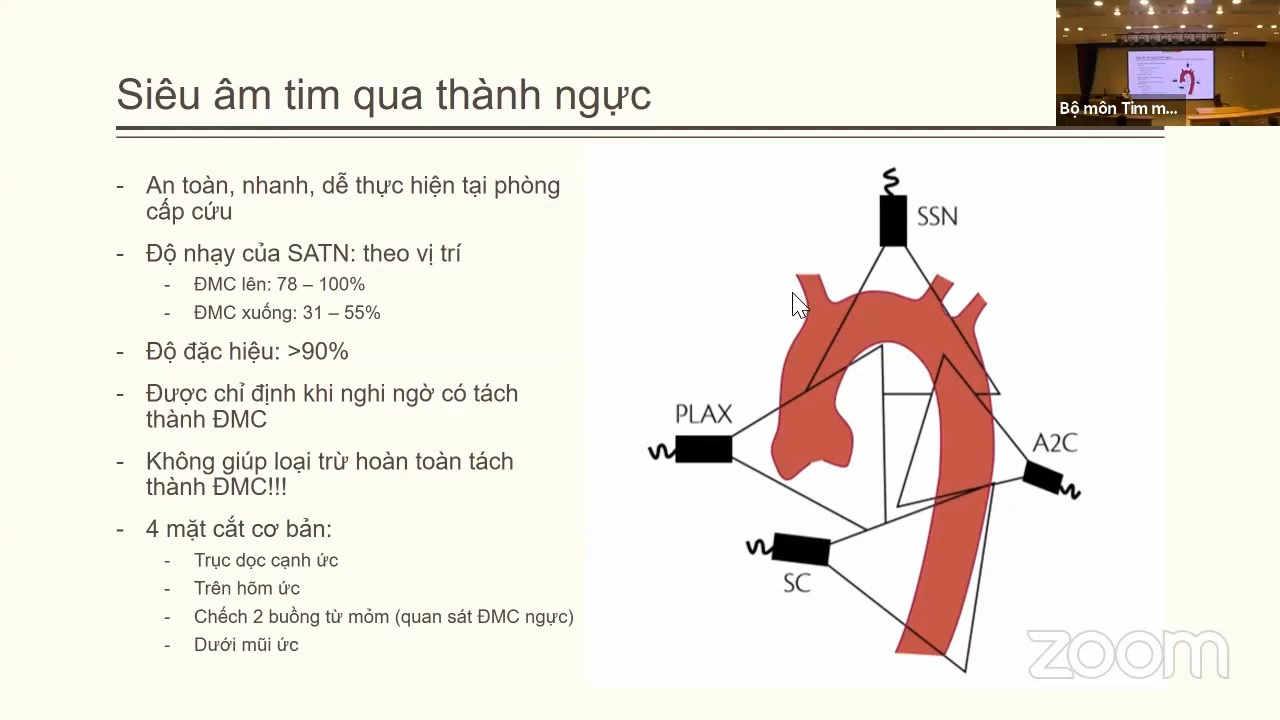 Siêu âm tim qua thành ngực
Bộ môn Tim m...
- An toàn, nhanh, dễ thực hiện tại phòng
cấp cứu
- Độ nhạy của SATN: theo vị trí
- ĐMC lên: 78 – 100%
- ĐMC xuống: 31 – 55%
- Độ đặc hiệu: >90%
- Được chỉ định khi nghi ngờ có tách
thành ĐMC
- Không giúp loại trừ hoàn toàn tách
thành ĐMC!!!
- 4 mặt cắt cơ bản:
- Trục dọc cạnh ức
- Trên hõm ức
- Chếch 2 buồng từ mỏm (quan sát ĐMC ngực)
- Dưới mũi ức
SSN
PLAX
A2C
SC
zoom